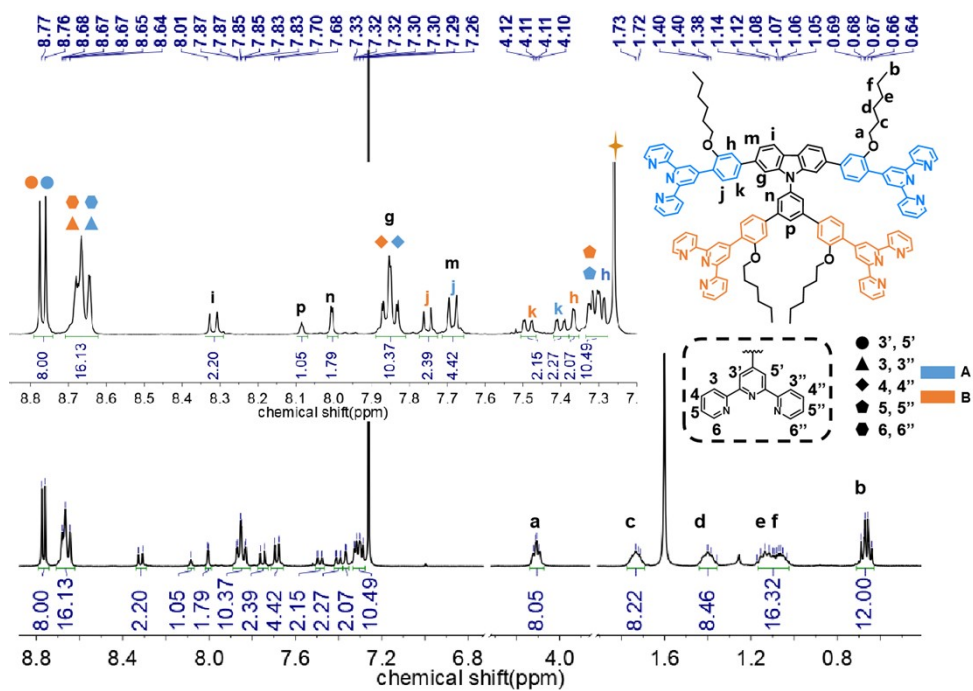 8.77 8.76 8.68 8.67 8.67 8.65 8.64 8.01 7.87 7.87 7.85 7.85 7.83 7.83 7.70 7.68 7.33 7.32 7.32 7.30 7.30 7.29 7.26 4.12 4.11 4.11 4.10 1.73 1.72 1.40 1.40 1.38 1.14 1.12 1.08 1.07 1.06 1.05 0.69 0.68 0.67 0.66 0.64
i p n g j m k k h h
8.00 16.13 2.20 1.05 1.79 10.37 2.39 4.42 2.15 2.27 2.07 10.49
8.8 8.7 8.6 8.5 8.4 8.3 8.2 8.1 8.0 7.9 7.8 7.7 7.6 7.5 7.4 7.3 7.2
chemical shift(ppm)
b
f
e
d
c
a
O
O
h m i
g
j k
N
n
p
O
O
N N N
N N N
N N N
N N N
3' 5'
3 3''
4 4''
5 5''
N N N
6 6''
3', 5'
3, 3''
4, 4''
5, 5''
6, 6''
A
B
a c d e f b
8.00 16.13 2.20 1.05 1.79 10.37 2.39 4.42 2.15 2.27 2.07 10.49 8.05 8.22 8.46 16.32 12.00
8.8 8.4 8.0 7.6 7.2 4.2 1.6 1.2 0.8 0.4
chemical shift(ppm)